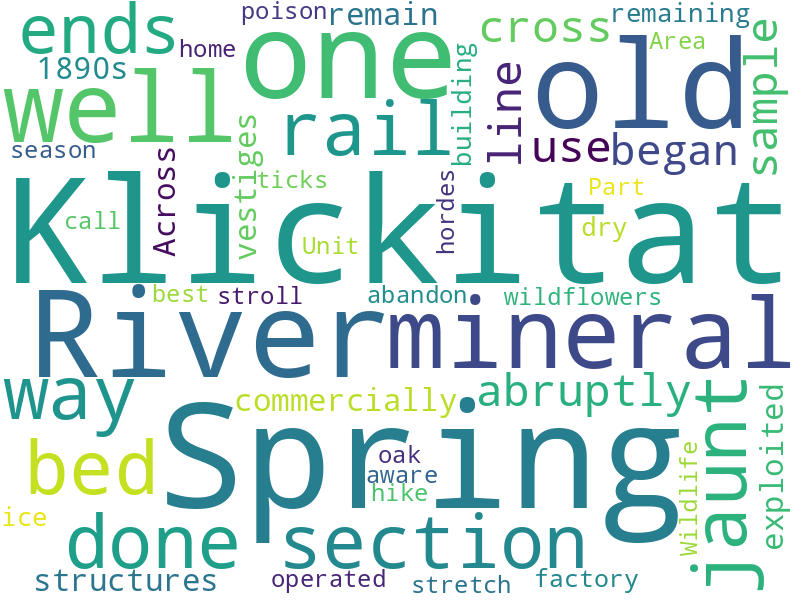 poison
remain
remaining
ends
one
cross
Area
home
1890s
old
sample
well
rail
building
line
use
began
season
Across
vestiges
ticks
hordes
Part
Klickitat
call
Unit
dry
best
stroll
abandon
wildflowers
River
mineral
way
commercially
abruptly
jaunt
exploited
Spring
bed
oak
aware
hike
Wildlife
ice
done
section
structures
operated
stretch
factory